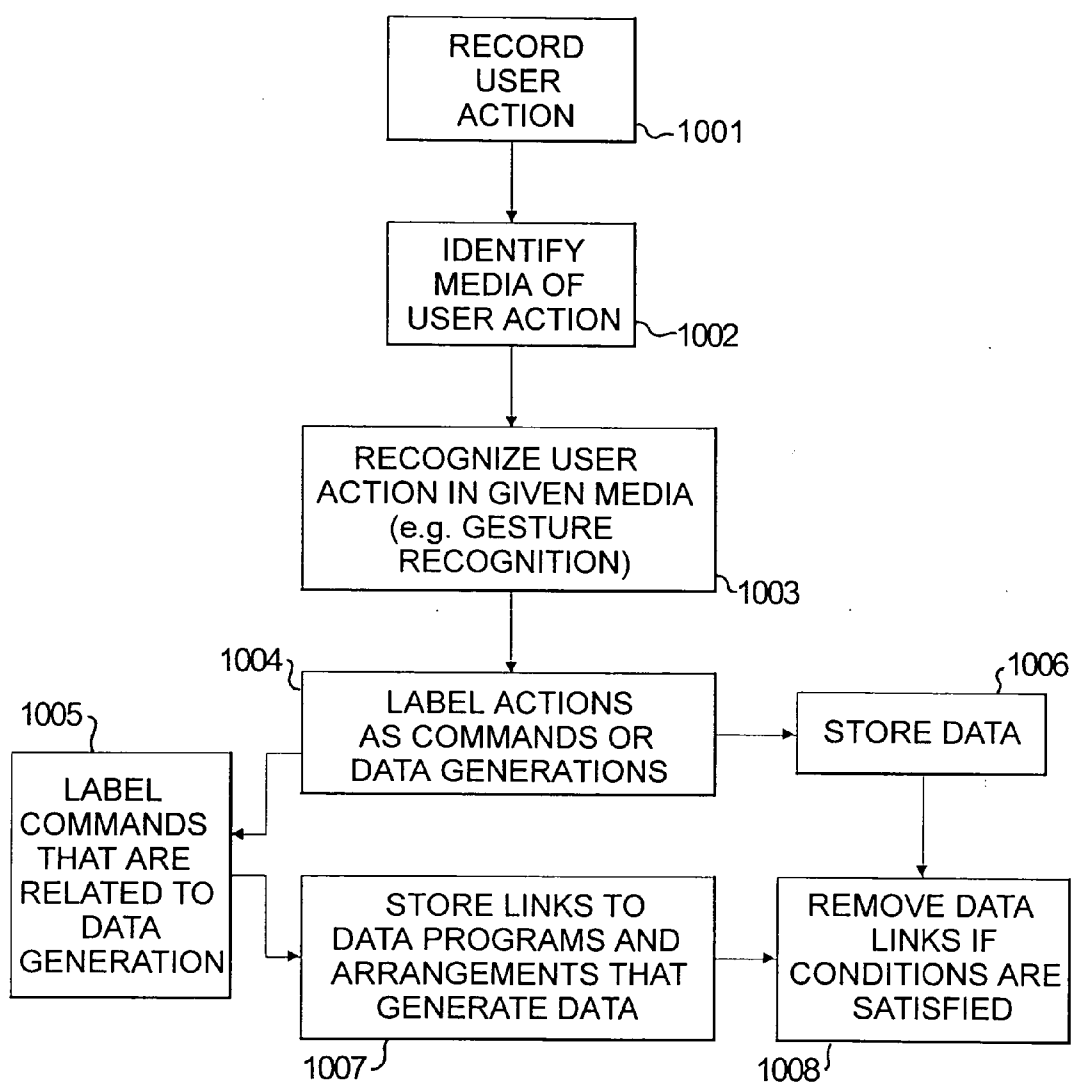 RECORD
USER
ACTION
1001
IDENTIFY
MEDIA OF
USER ACTION
1002
RECOGNIZE USER
ACTION IN GIVEN MEDIA
(e.g. GESTURE
RECOGNITION)
1003
1004
LABEL ACTIONS
AS COMMANDS OR
DATA GENERATIONS
1006
STORE DATA
1005
LABEL
COMMANDS
THAT ARE
RELATED TO
DATA
GENERATION
STORE LINKS TO
DATA PROGRAMS AND
ARRANGEMENTS THAT
GENERATE DATA
1007
REMOVE DATA
LINKS IF
CONDITIONS ARE
SATISFIED
1008